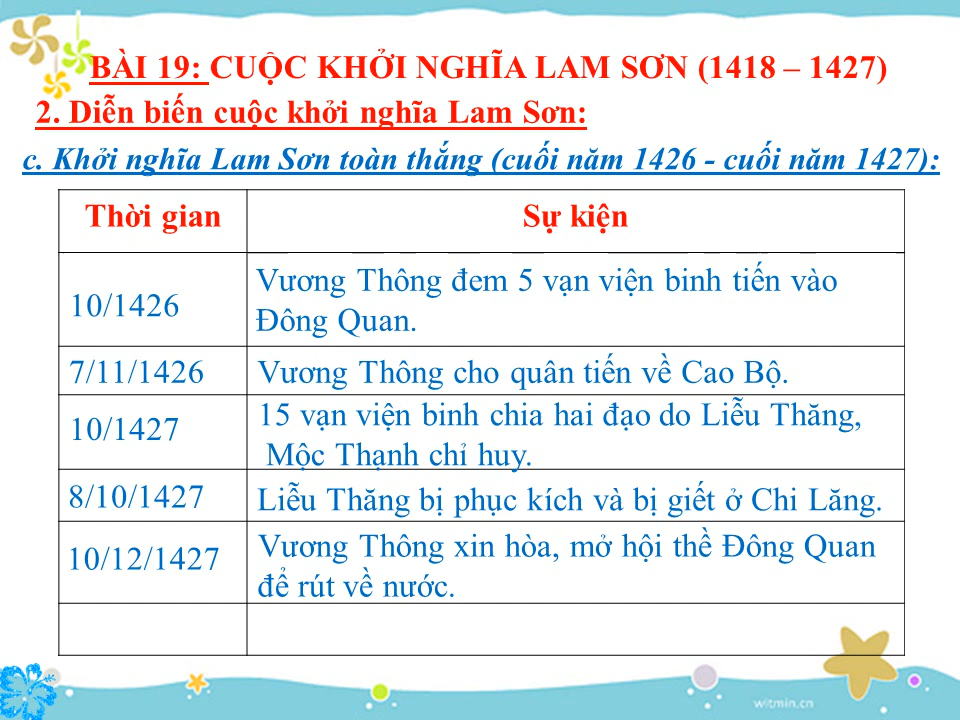 BÀI 19: CUỘC KHỞI NGHĨA LAM SƠN (1418 – 1427)
2. Diễn biến cuộc khởi nghĩa Lam Sơn:
c. Khởi nghĩa Lam Sơn toàn thắng (cuối năm 1426 - cuối năm 1427):
Thời gian Sự kiện
10/1426
Vương Thông đem 5 vạn viện binh tiến vào
Đông Quan.
7/11/1426 Vương Thông cho quân tiến về Cao Bộ.
10/1427
15 vạn viện binh chia hai đạo do Liễu Thăng,
Mộc Thạnh chỉ huy.
8/10/1427 Liễu Thăng bị phục kích và bị giết ở Chi Lăng.
10/12/1427
Vương Thông xin hòa, mở hội thề Đông Quan
để rút về nước.
witmin.cn